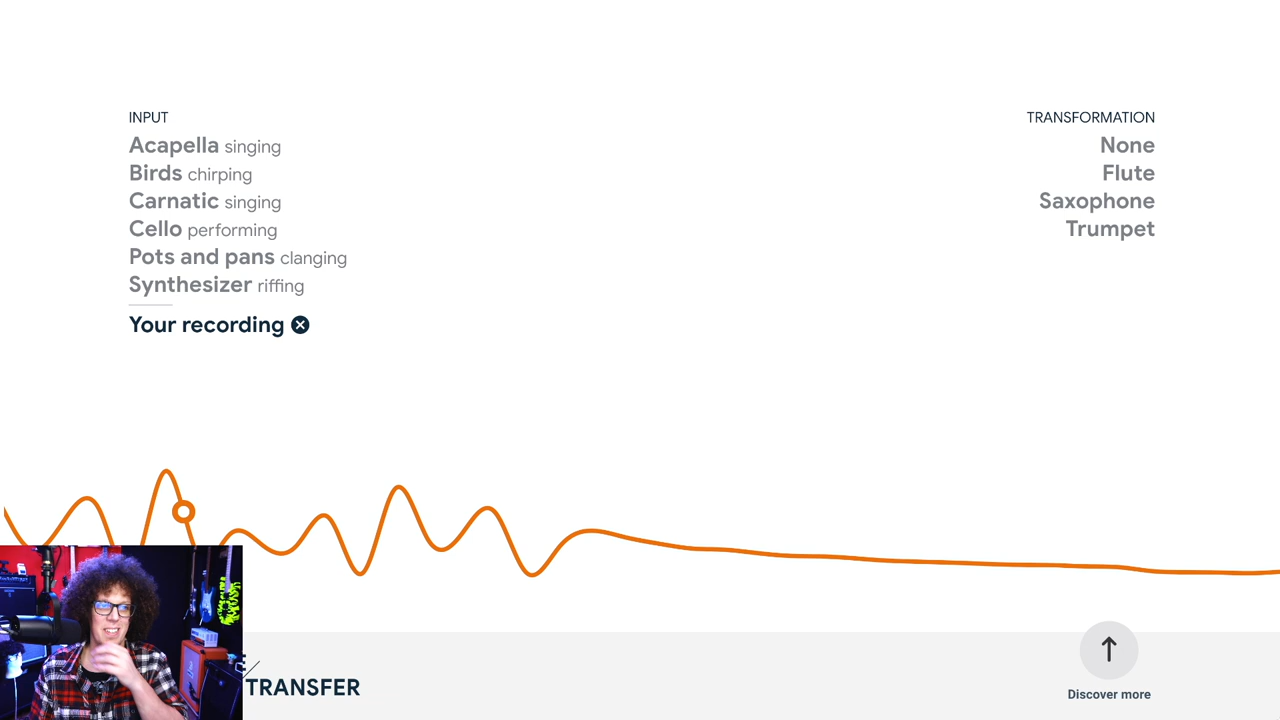 INPUT
Acapella singing
Birds chirping
Carnatic singing
Cello performing
Pots and pans clanging
Synthesizer riffing
Your recording
TRANSFORMATION
None
Flute
Saxophone
Trumpet
TRANSFER
Discover more